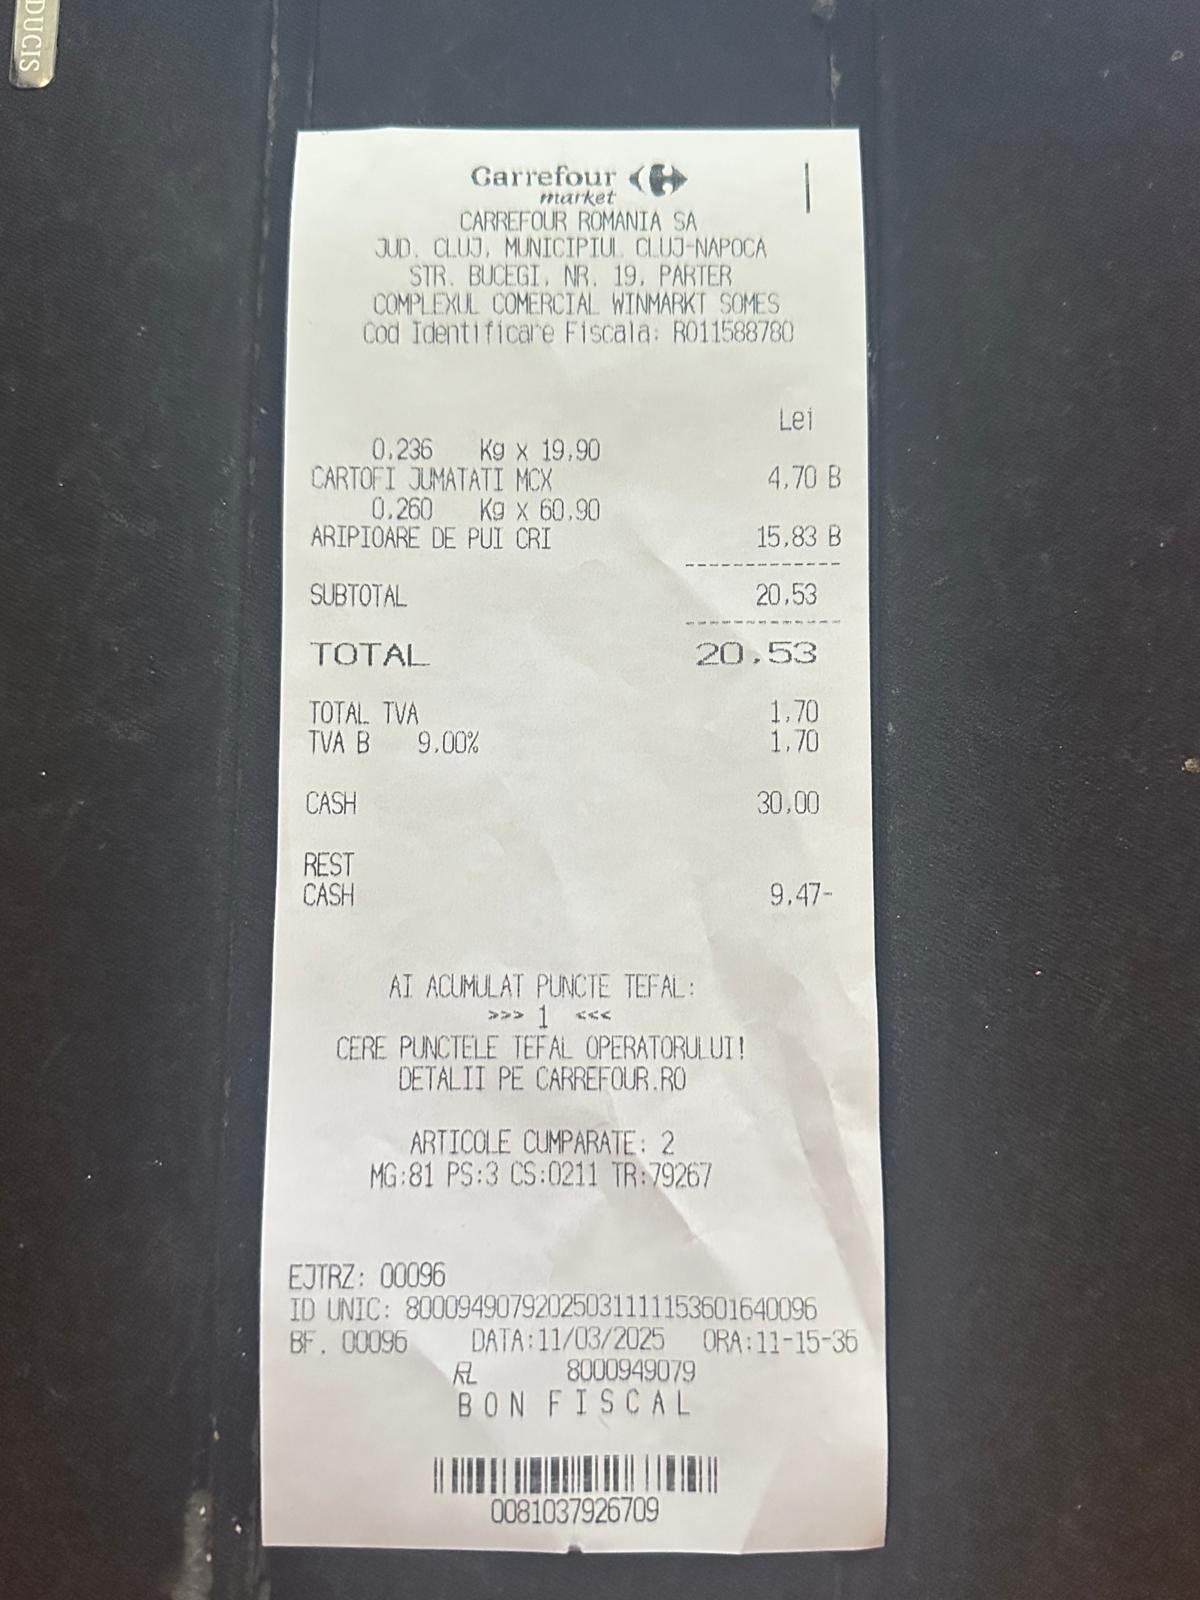 DUCIS
Carrefour
market
CARREFOUR ROMANIA SA
JUD. CLUJ, MUNICIPIUL CLUJ-NAPOCA
STR. BUCEGI, NR. 19, PARTER
COMPLEXUL COMERCIAL WINMARKT SOMES
Cod Identificare Fiscala: RO11588780
Lei
0,236 Kg x 19,90
CARTOFI JUMATATI MCX 4,70 B
0,260 Kg x 60,90
ARIPIOARE DE PUI CRI 15,83 B
--------------
SUBTOTAL 20,53
--------------
TOTAL 20,53
TOTAL TVA 1,70
TVA B 9,00% 1,70
CASH 30,00
REST
CASH 9,47-
AI ACUMULAT PUNCTE TEFAL:
>>> 1 <<<
CERE PUNCTELE TEFAL OPERATORULUI!
DETALII PE CARREFOUR.RO
ARTICOLE CUMPARATE: 2
MG:81 PS:3 CS:0211 TR:79267
EJTRZ: 00096
ID UNIC: 80009490792025031111153601640096
BF. 00096 DATA:11/03/2025 ORA:11-15-36
RL 8000949079
BON FISCAL
0081037926709